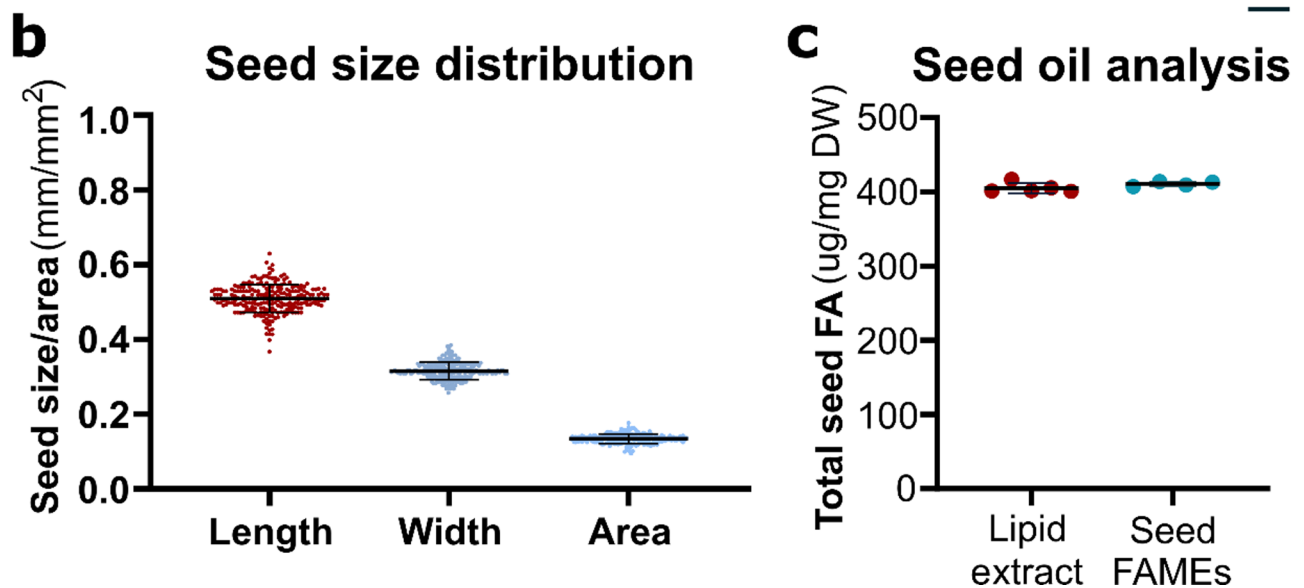 b
Seed size distribution
Seed size/area (mm/mm²)
1.0
0.8
0.6
0.4
0.2
0.0
Length Width Area
c
Seed oil analysis
Total seed FA (ug/mg DW)
500
400
300
200
100
0
Lipid extract
Seed FAMEs